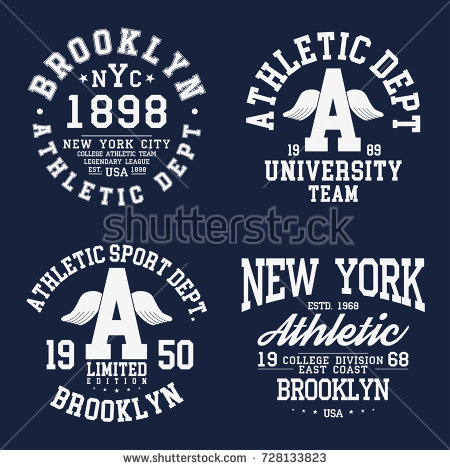 BROOKLYN
NYC
1898
NEW YORK CITY
COLLEGE ATHLETIC TEAM
LEGENDARY LEAGUE
EST. USA 1898
ATHLETIC DEPT
ATHLETIC DEPT
A
19 89
UNIVERSITY
TEAM
ATHLETIC SPORT DEPT.
A
19 50
LIMITED
EDITION
BROOKLYN
NEW YORK
ESTD. 1968
Athletic
19 COLLEGE DIVISION 68
EAST COAST
BROOKLYN
USA
shutterstock
www.shutterstock.com · 728133823